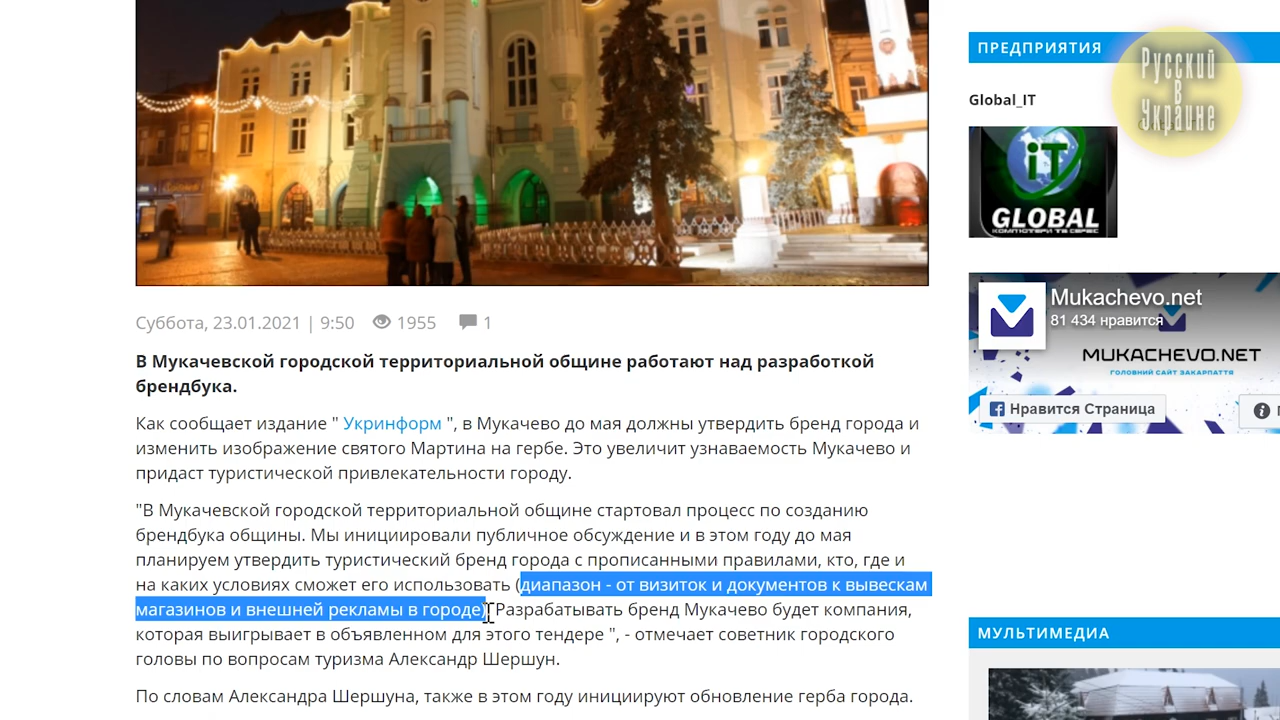 ПРЕДПРИЯТИЯ
Русский
в
Украине
Global_IT
iT
GLOBAL
КОМП'ЮТЕРИ ТА СЕРВІС
Mukachevo.net
81 434 нравится
MUKACHEVO.NET
ГОЛОВНИЙ САЙТ ЗАКАРПАТТЯ
Нравится Страница
Суббота, 23.01.2021 | 9:50 1955 1
В Мукачевской городской территориальной общине работают над разработкой
брендбука.
Как сообщает издание " Укринформ ", в Мукачево до мая должны утвердить бренд города и
изменить изображение святого Мартина на гербе. Это увеличит узнаваемость Мукачево и
придаст туристической привлекательности городу.
"В Мукачевской городской территориальной общине стартовал процесс по созданию
брендбука общины. Мы инициировали публичное обсуждение и в этом году до мая
планируем утвердить туристический бренд города с прописанными правилами, кто, где и
на каких условиях сможет его использовать (диапазон - от визиток и документов к вывескам
магазинов и внешней рекламы в городе) Разрабатывать бренд Мукачево будет компания,
которая выигрывает в объявленном для этого тендере ", - отмечает советник городского
головы по вопросам туризма Александр Шершун.
По словам Александра Шершуна, также в этом году инициируют обновление герба города.
МУЛЬТИМЕДИА